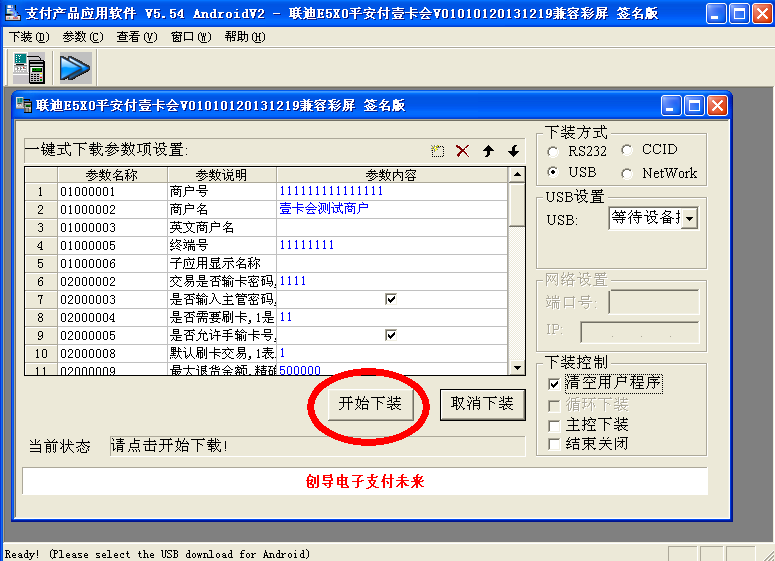 支付产品应用软件 V5.54 AndroidV2 - 联迪E5X0平安付壹卡会V01010120131219兼容彩屏 签名版
下装(D) 参数(C) 查看(V) 窗口(W) 帮助(H)
联迪E5X0平安付壹卡会V01010120131219兼容彩屏 签名版
一键式下载参数项设置:
参数名称 参数说明 参数内容
1 01000001 商户号 111111111111111
2 01000002 商户名 壹卡会测试商户
3 01000003 英文商户名
4 01000005 终端号 11111111
5 01000006 子应用显示名称
6 02000002 交易是否输卡密码, 1111
7 02000003 是否输入主管密码,
8 02000004 是否需要刷卡,1是 11
9 02000005 是否允许手输卡号,
10 02000008 默认刷卡交易,1表 1
11 02000009 最大退货金额,精确 500000
开始下装 取消下装
当前状态 请点击开始下载!
创导电子支付未来
下装方式
RS232 CCID
USB NetWork
USB设置
USB: 等待设备
网络设置
端口号:
IP:
下装控制
清空用户程序
循环下装
主控下装
结束关闭
Ready! (Please select the USB download for Android)